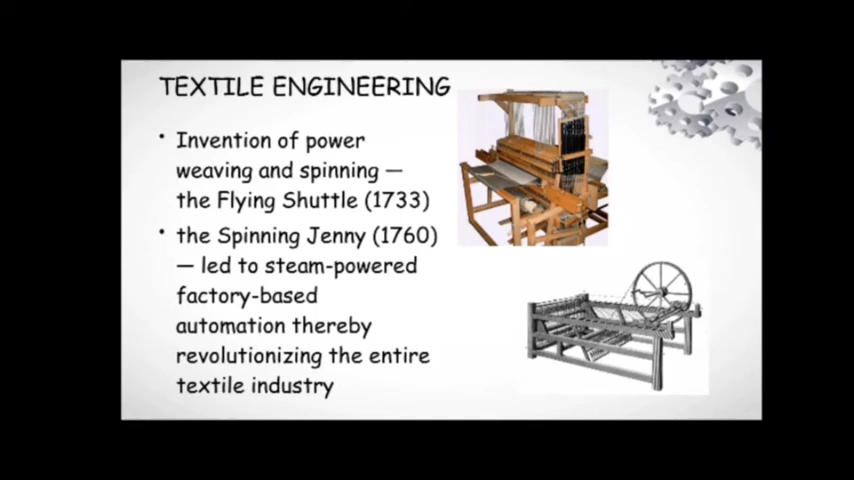 TEXTILE ENGINEERING
• Invention of power
weaving and spinning —
the Flying Shuttle (1733)
• the Spinning Jenny (1760)
— led to steam-powered
factory-based
automation thereby
revolutionizing the entire
textile industry